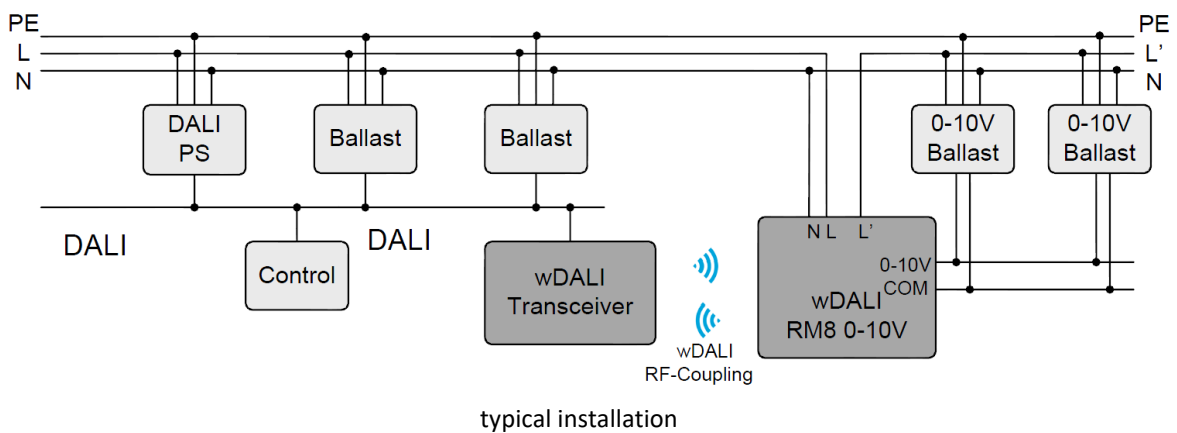 PE
L
N
PE
L'
N
DALI
PS
Ballast
Ballast
0-10V
Ballast
0-10V
Ballast
DALI
DALI
Control
wDALI
Transceiver
wDALI
RF-Coupling
N L L'
0-10V
COM
wDALI
RM8 0-10V
typical installation